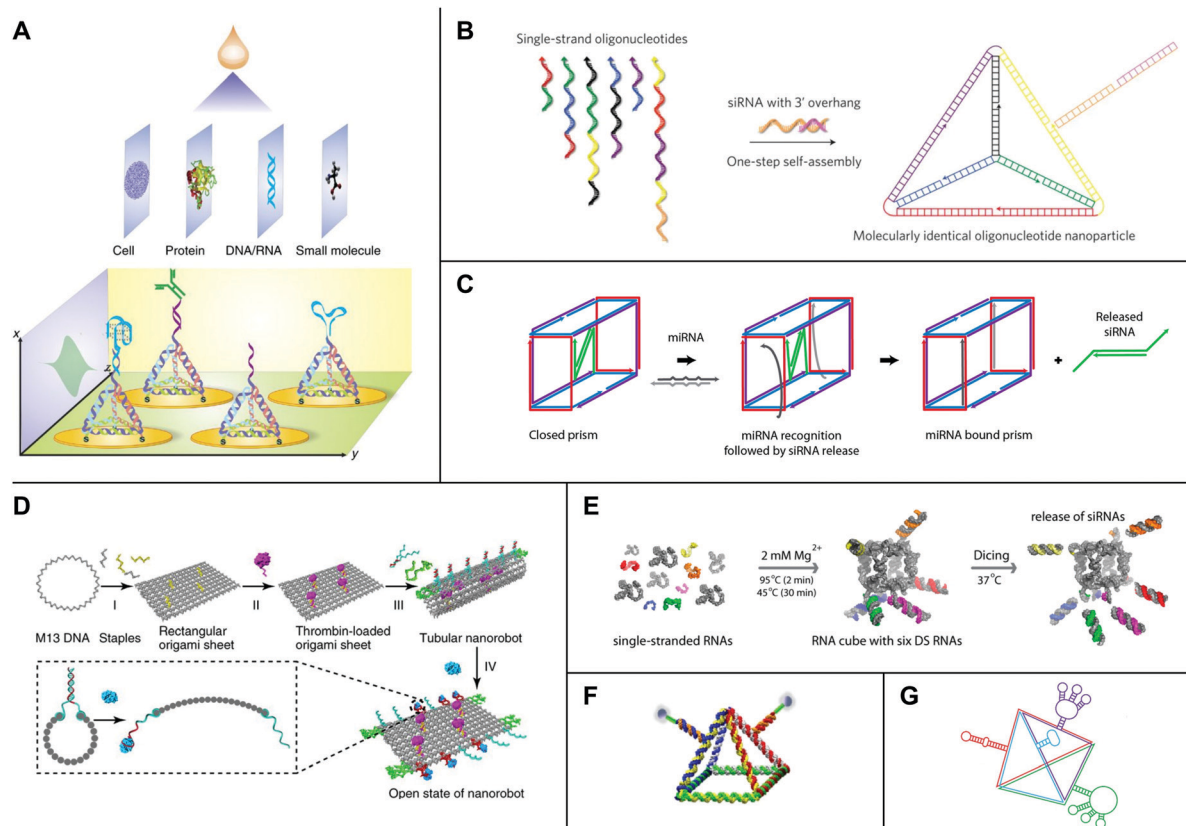 A
Cell
Protein
DNA/RNA
Small molecule
x
z
y
S
S
S
S
S
S
S
S
B
Single-strand oligonucleotides
siRNA with 3' overhang
One-step self-assembly
Molecularly identical oligonucleotide nanoparticle
C
miRNA
Closed prism
miRNA recognition
followed by siRNA release
miRNA bound prism
+
Released
siRNA
D
I
II
III
M13 DNA
Staples
Rectangular
origami sheet
Thrombin-loaded
origami sheet
Tubular nanorobot
IV
Open state of nanorobot
E
single-stranded RNAs
2 mM Mg2+
95°C (2 min)
45°C (30 min)
RNA cube with six DS RNAs
Dicing
37°C
release of siRNAs
F
G